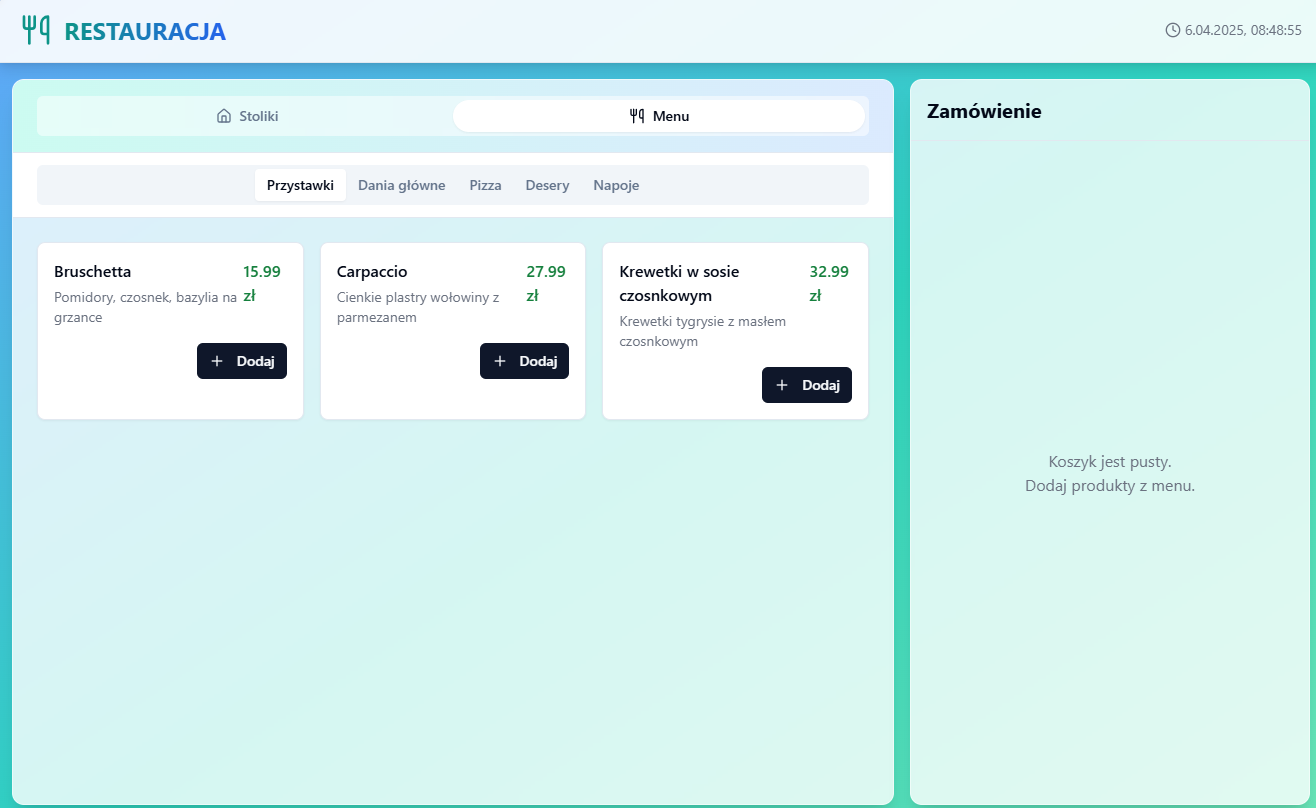 RESTAURACJA
6.04.2025, 08:48:55
Stoliki
Menu
Przystawki
Dania główne
Pizza
Desery
Napoje
Bruschetta
15.99
zł
Pomidory, czosnek, bazylia na
grzance
Dodaj
Carpaccio
27.99
zł
Cienkie plastry wołowiny z
parmezanem
Dodaj
Krewetki w sosie
czosnkowym
32.99
zł
Krewetki tygrysie z masłem
czosnkowym
Dodaj
Zamówienie
Koszyk jest pusty.
Dodaj produkty z menu.